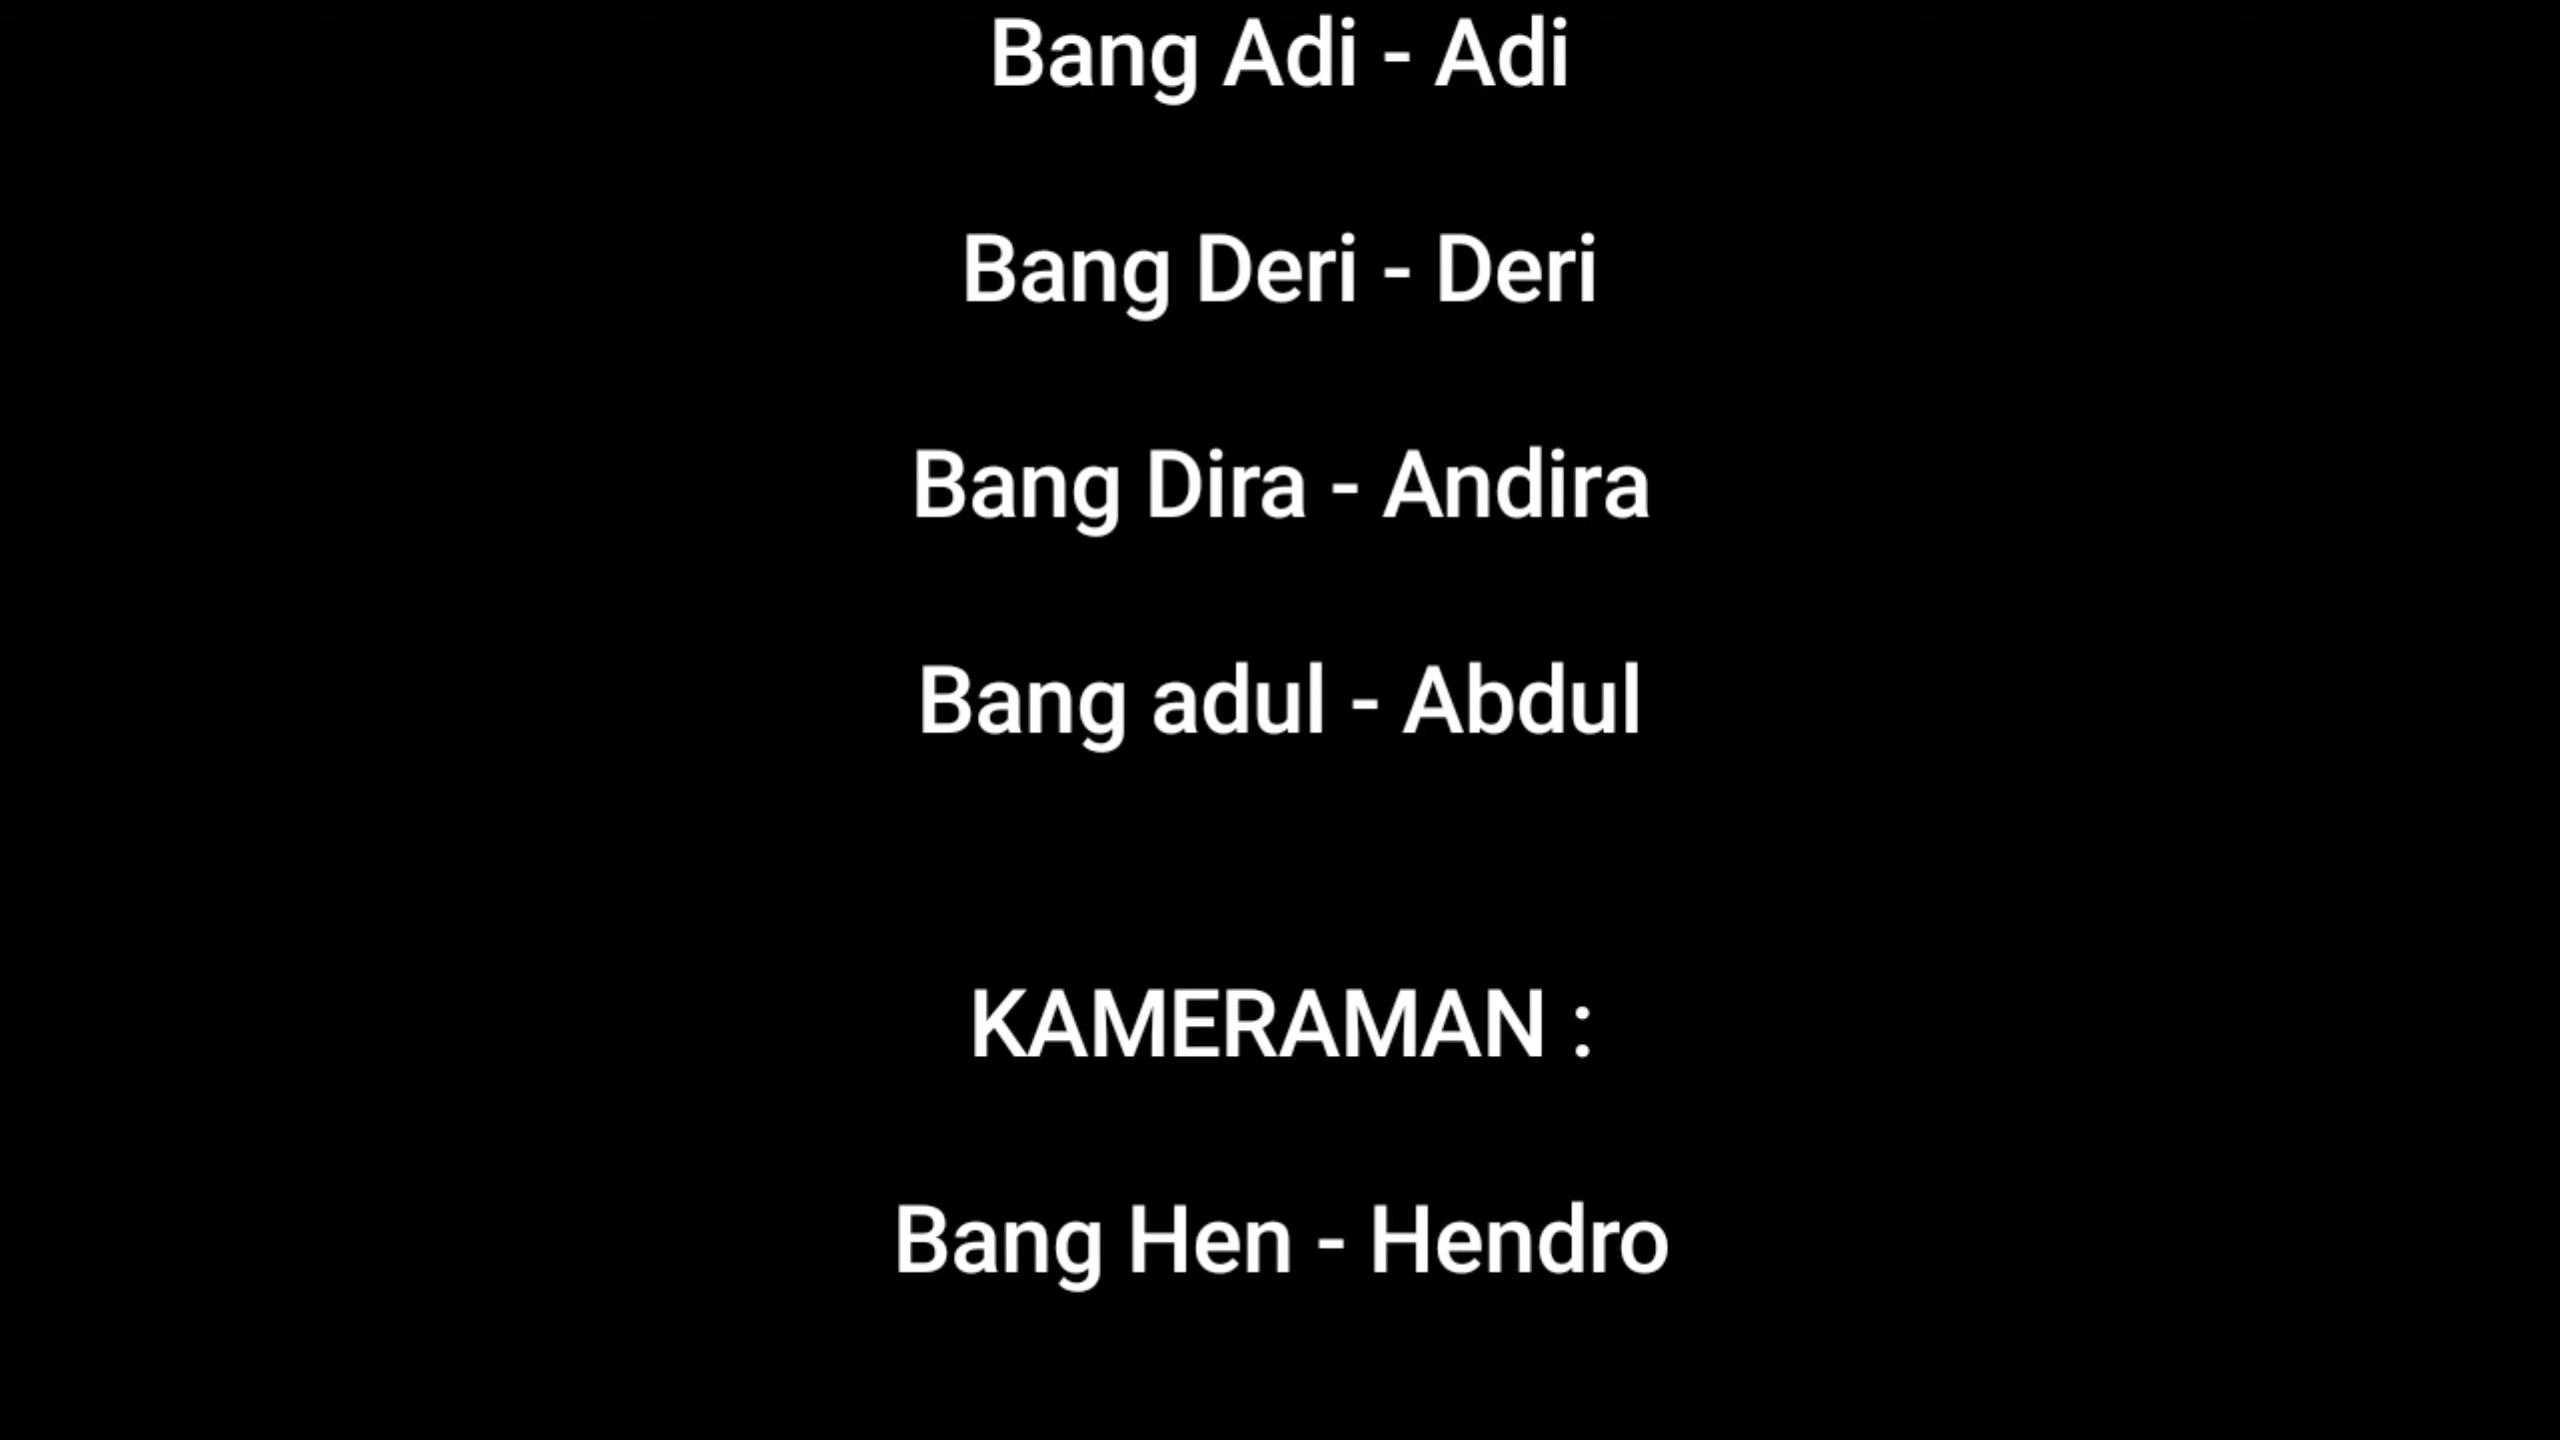 Bang Adi - Adi
Bang Deri - Deri
Bang Dira - Andira
Bang adul - Abdul
KAMERAMAN :
Bang Hen - Hendro